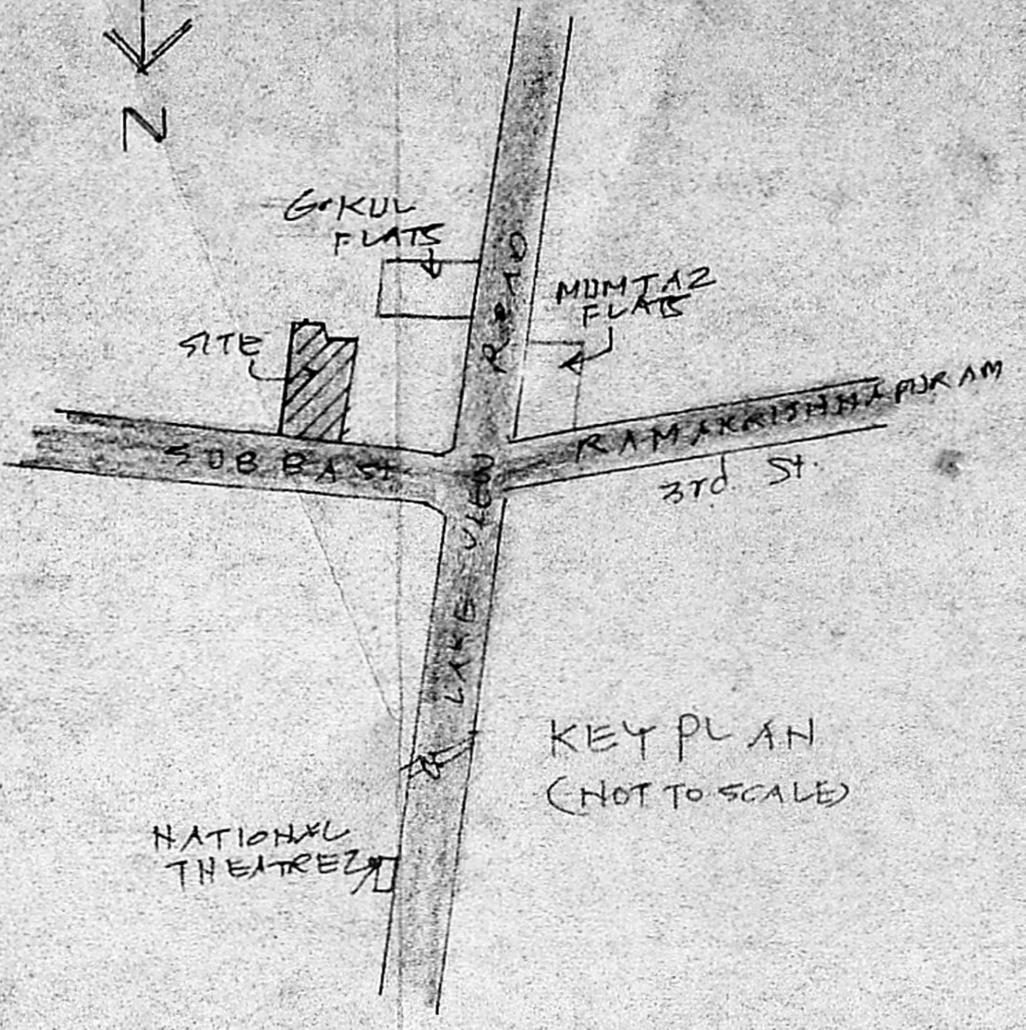 N
GOKUL
FLATS
MUMTAZ
FLATS
SITE
SUBBA St.
RAMAKRISHNAPURAM
3rd. St.
LAKE VIEW ROAD
KEY PLAN
(NOT TO SCALE)
NATIONAL
THEATRE